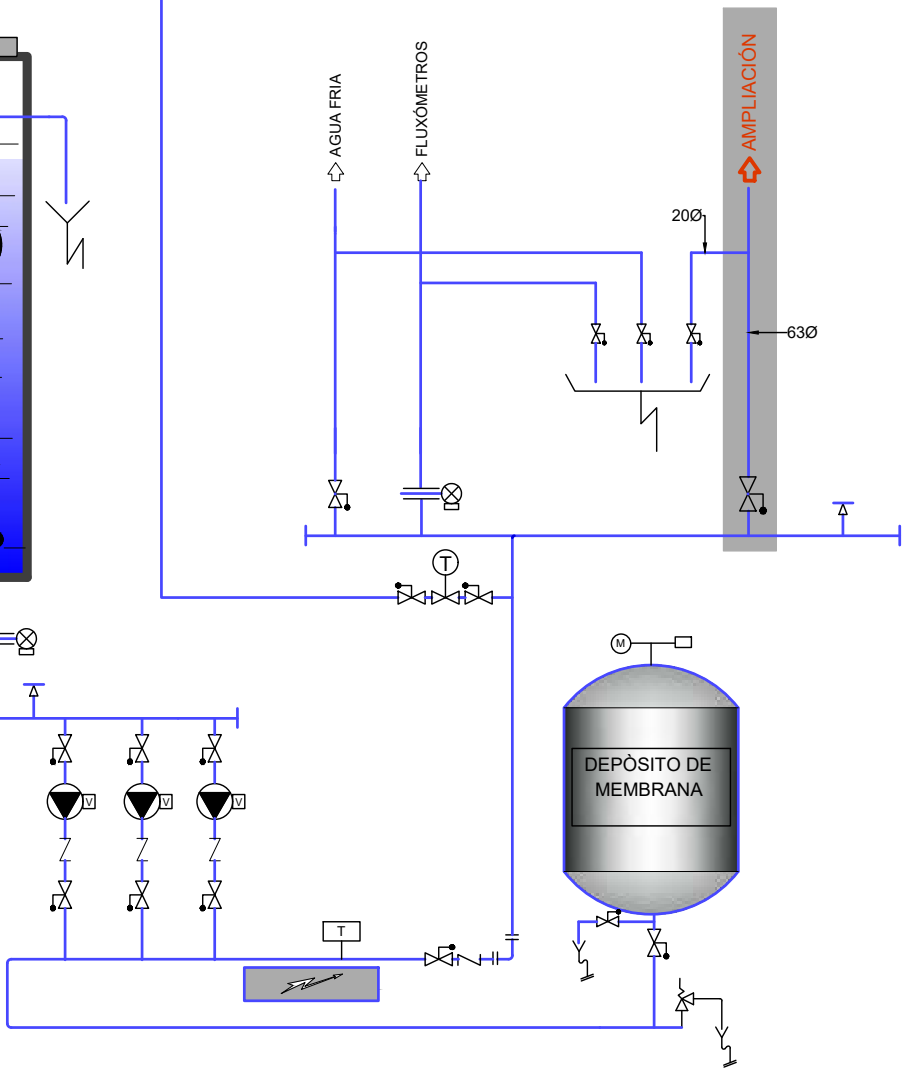 AGUA FRIA
FLUXÓMETROS
AMPLIACIÓN
20Ø
63Ø
T
M
DEPÒSITO DE
MEMBRANA
V
V
V
T